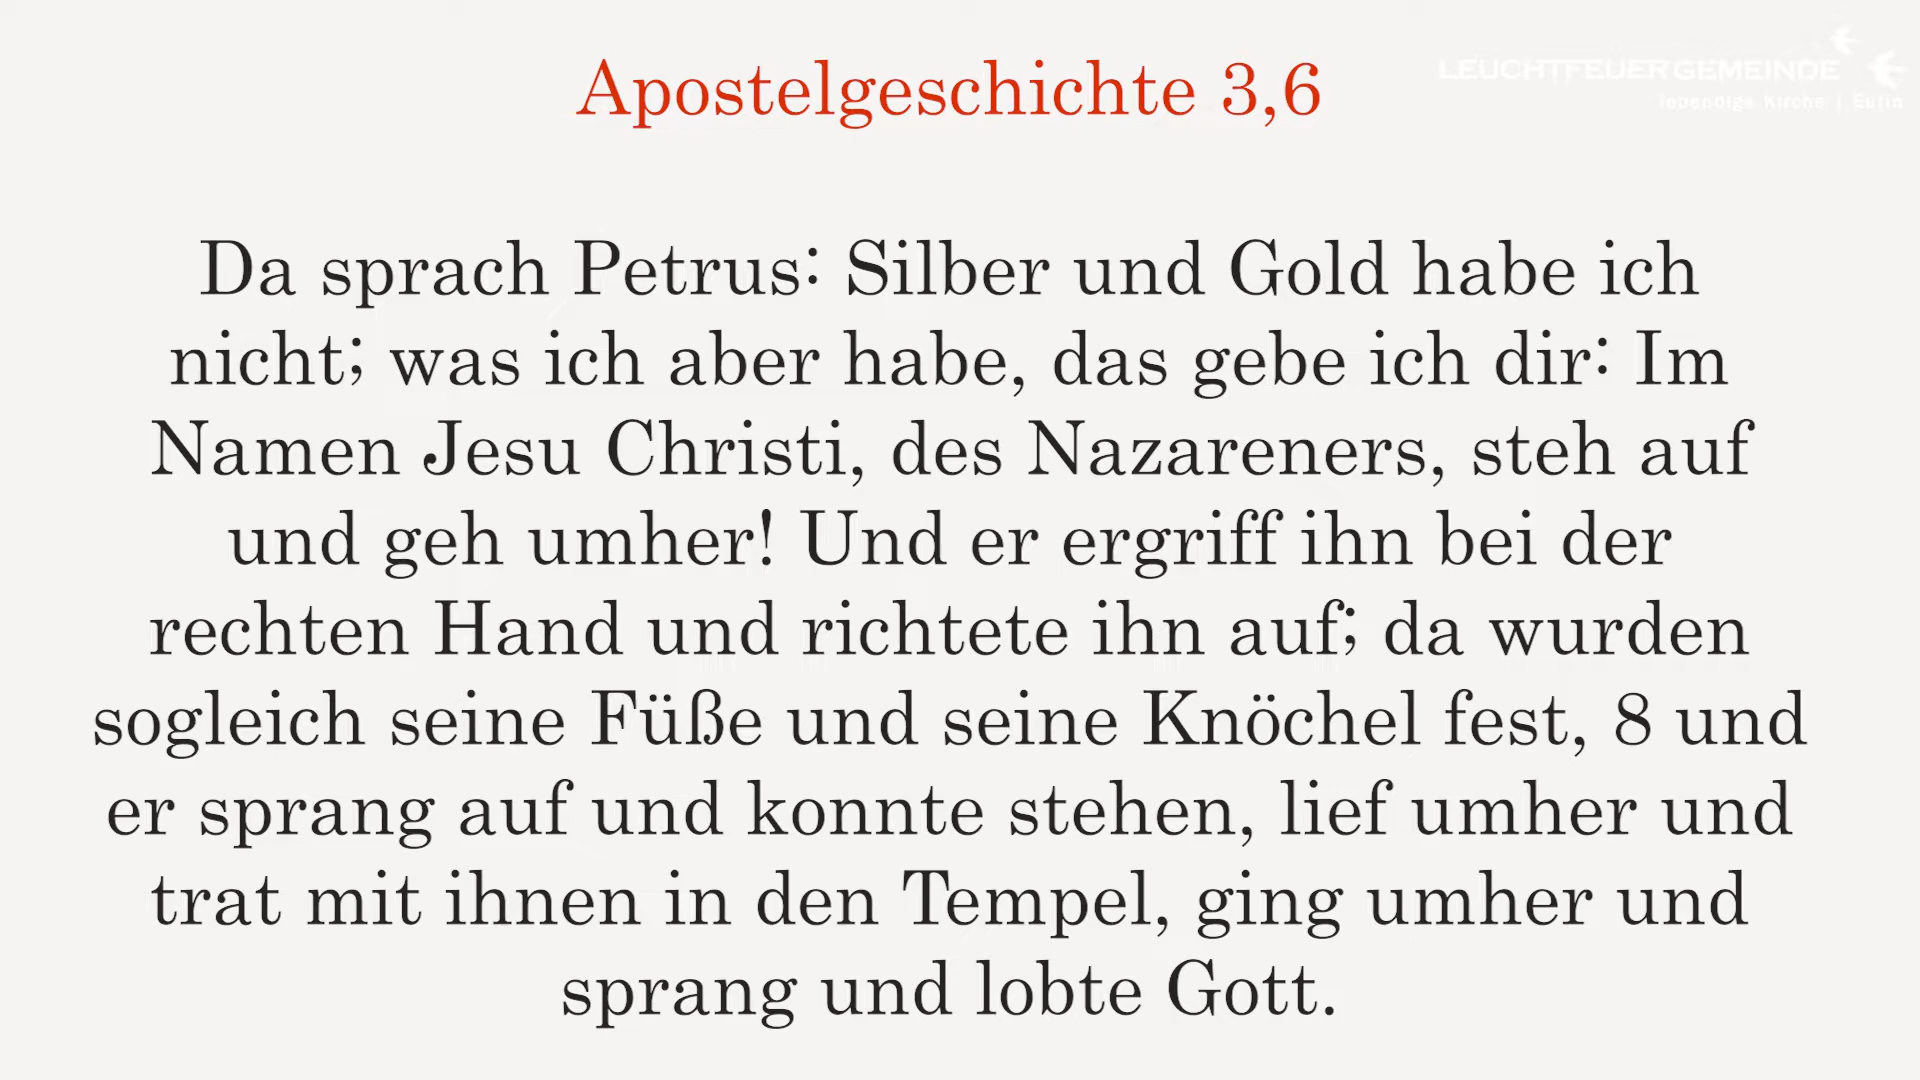 Apostelgeschichte 3,6
LEUCHTFEUERGEMEINDE
lebendige Kirche | Eutin
Da sprach Petrus: Silber und Gold habe ich
nicht; was ich aber habe, das gebe ich dir: Im
Namen Jesu Christi, des Nazareners, steh auf
und geh umher! Und er ergriff ihn bei der
rechten Hand und richtete ihn auf; da wurden
sogleich seine Füße und seine Knöchel fest, 8 und
er sprang auf und konnte stehen, lief umher und
trat mit ihnen in den Tempel, ging umher und
sprang und lobte Gott.